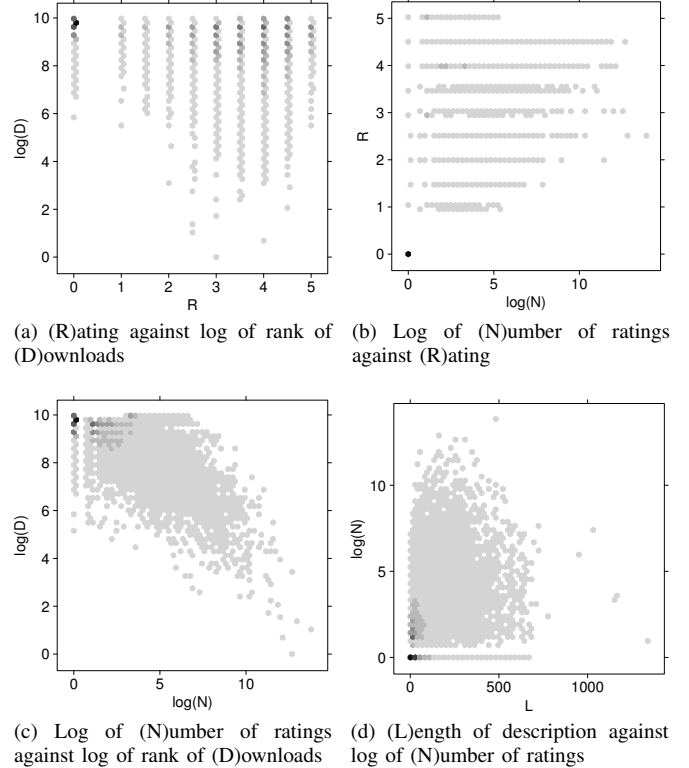 10
8
6
4
2
0
log(D)
0 1 2 3 4 5
R
(a) (R)ating against log of rank of
(D)ownloads
5
4
3
2
1
0
R
0 5 10
log(N)
(b) Log of (N)umber of ratings
against (R)ating
10
8
6
4
2
0
log(D)
0 5 10
log(N)
(c) Log of (N)umber of ratings
against log of rank of (D)ownloads
10
5
0
log(N)
0 500 1000
L
(d) (L)ength of description against
log of (N)umber of ratings